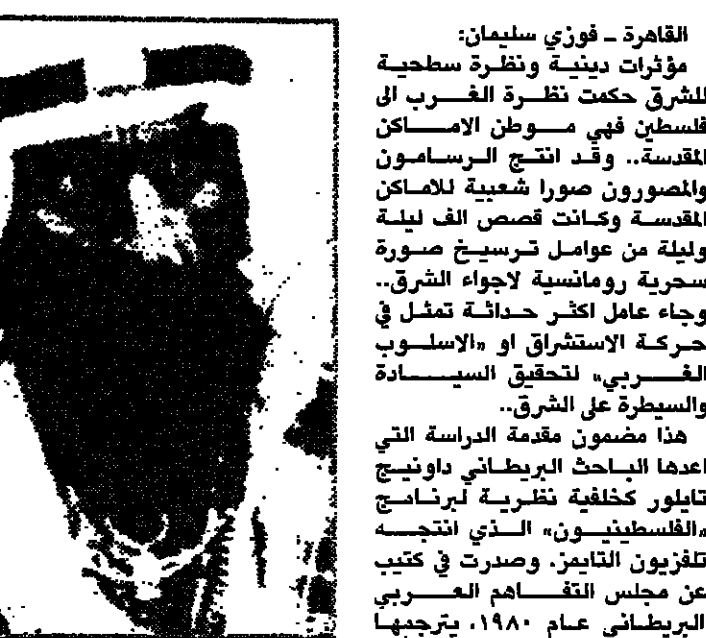 القاهرة ـ فوزي سليمان:
مؤثرات دينية ونظرة سطحية
للشرق حكمت نظرة الغرب الى
فلسطين فهي موطن الاماكن
المقدسة.. وقد انتج الرسامون
والمصورون صورا شعبية للاماكن
المقدسة وكانت قصص الف ليلة
وليلة من عوامل ترسيخ صورة
سحرية رومانسية لاجواء الشرق..
وجاء عامل اكثر حداثة تمثل في
حركة الاستشراق او «الاسلوب
الغربي» لتحقيق السيادة
والسيطرة على الشرق..
هذا مضمون مقدمة الدراسة التي
اعدها الباحث البريطاني داونيج
تايلور كخلفية نظرية لبرنامج
«الفلسطينيون» الذي انتجه
تلفزيون التايمز. وصدرت في كتيب
عن مجلس التفاهم العربي
البريطاني عام ١٩٨٠، يترجمها